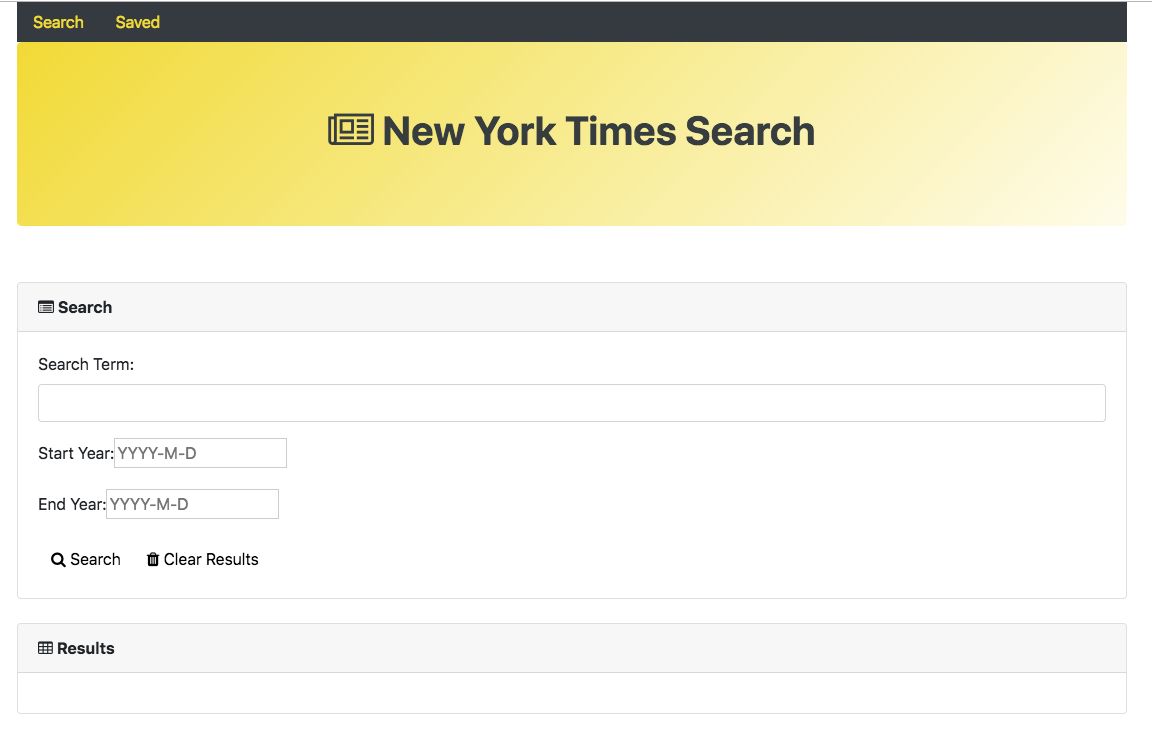 Search Saved
New York Times Search
Search
Search Term:
Start Year: YYYY-M-D
End Year: YYYY-M-D
Search Clear Results
Results